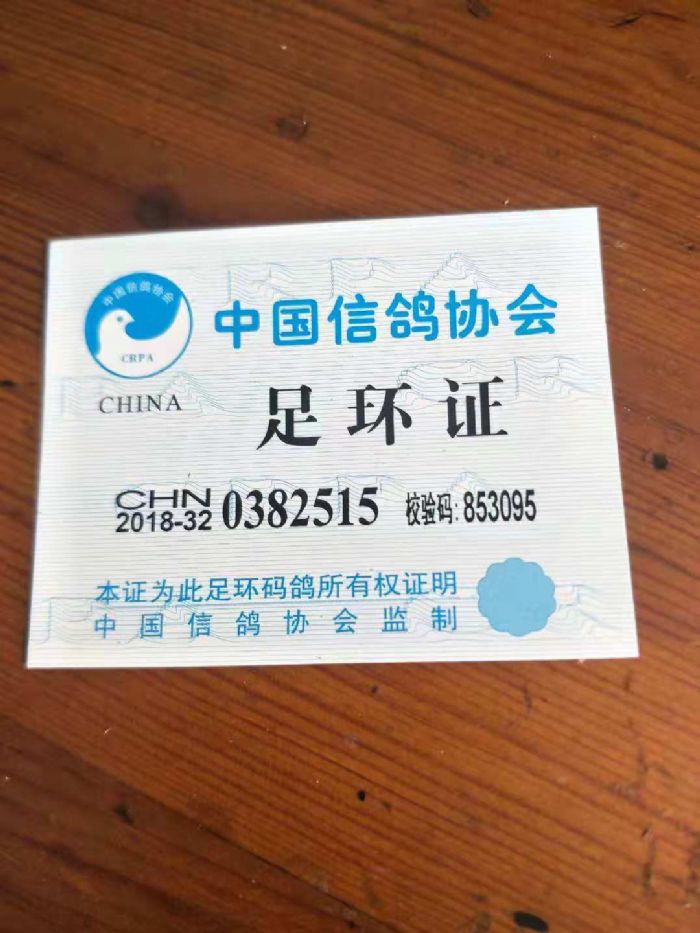 中国信鸽协会
CRPA
CHINA
中国信鸽协会
足环证
CHN
2018-32 0382515 校验码:853095
本证为此足环码鸽所有权证明
中国信鸽协会监制